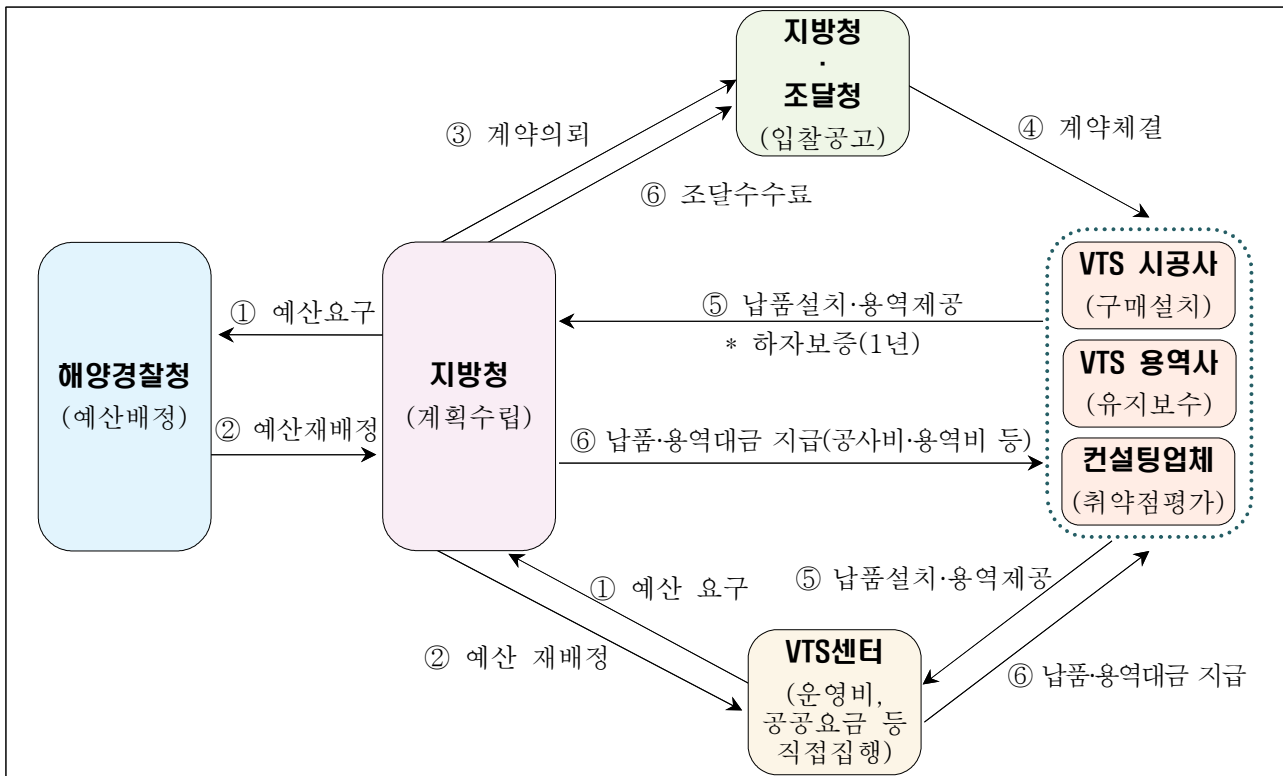 지방청
·
조달청
(입찰공고)
③ 계약의뢰
④ 계약체결
⑥ 조달수수료
해양경찰청
(예산배정)
① 예산요구
② 예산재배정
지방청
(계획수립)
⑤ 납품설치·용역제공
* 하자보증(1년)
⑥ 납품·용역대금 지급(공사비·용역비 등)
VTS 시공사
(구매설치)
VTS 용역사
(유지보수)
컨설팅업체
(취약점평가)
① 예산 요구
② 예산 재배정
⑤ 납품설치·용역제공
⑥ 납품·용역대금 지급
VTS센터
(운영비,
공공요금 등
직접집행)